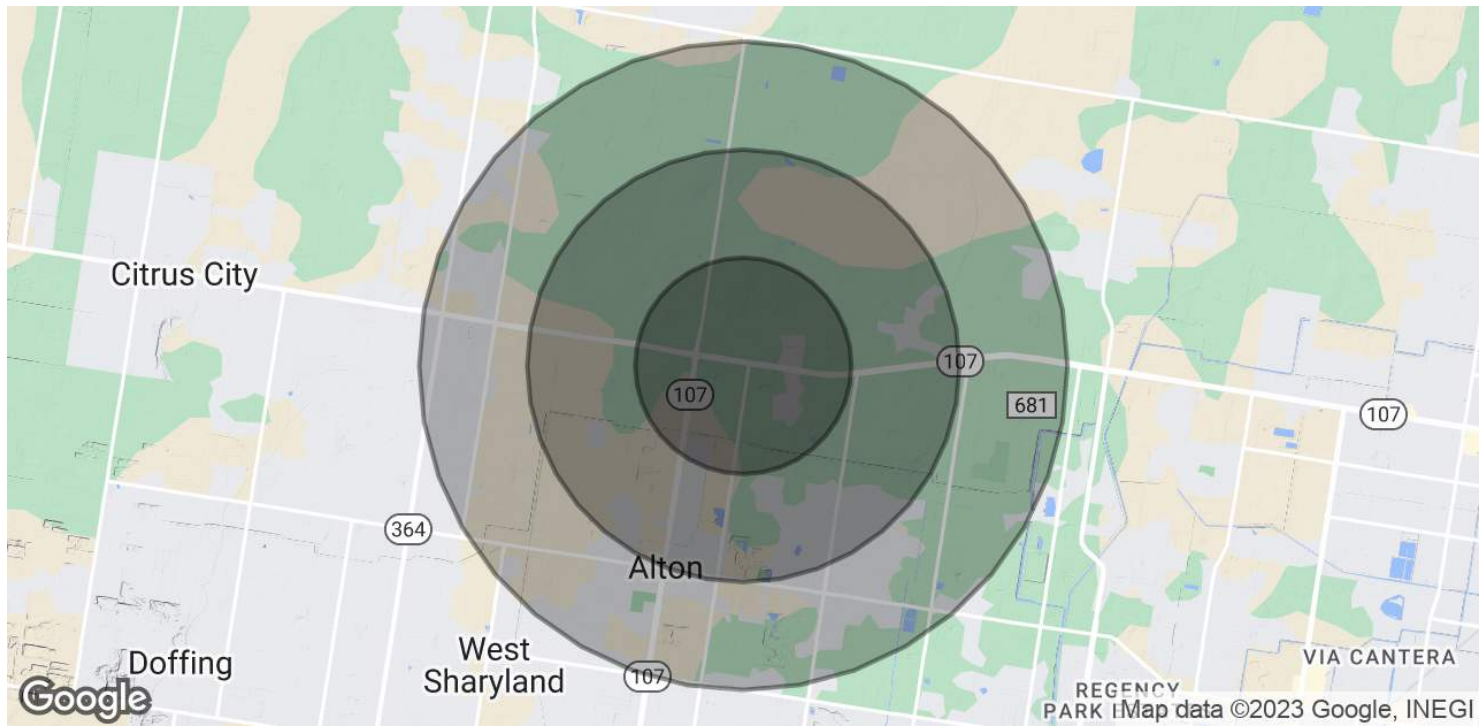 Citrus City
107
107
681
107
364
Alton
West
Sharyland
107
Doffing
VIA CANTERA
REGENCY
PARK
Google
Map data ©2023 Google, INEGI